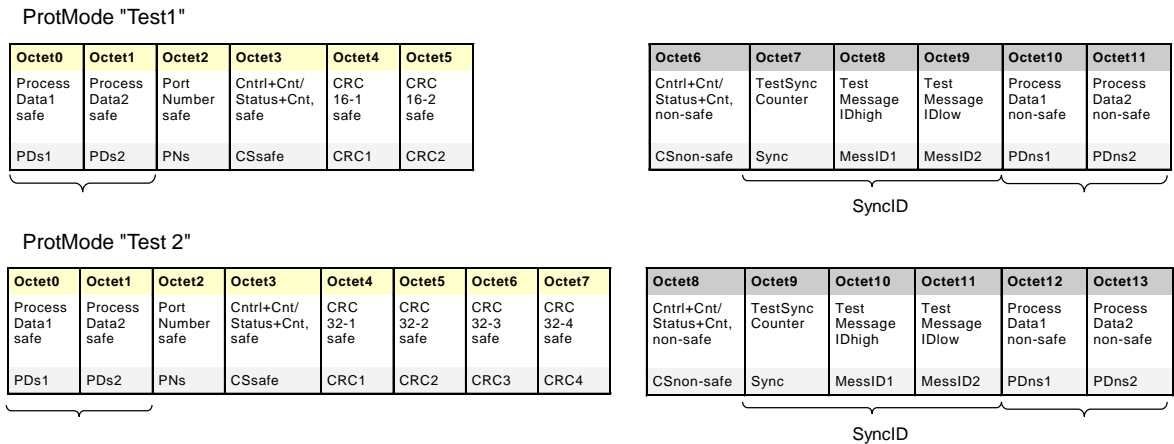 ProtMode "Test1"
Octet0 Octet1 Octet2 Octet3 Octet4 Octet5
Process Process Port Cntrl+Cnt/ CRC CRC
Data1 Data2 Number Status+Cnt, 16-1 16-2
safe safe safe safe safe safe
PDs1 PDs2 PNs CSsafe CRC1 CRC2
Octet6 Octet7 Octet8 Octet9 Octet10 Octet11
Cntrl+Cnt/ TestSync Test Test Process Process
Status+Cnt, Counter Message Message Data1 Data2
non-safe IDhigh IDlow non-safe non-safe
CSnon-safe Sync MessID1 MessID2 PDns1 PDns2
SyncID
ProtMode "Test 2"
Octet0 Octet1 Octet2 Octet3 Octet4 Octet5 Octet6 Octet7
Process Process Port Cntrl+Cnt/ CRC CRC CRC CRC
Data1 Data2 Number Status+Cnt, 32-1 32-2 32-3 32-4
safe safe safe safe safe safe safe safe
PDs1 PDs2 PNs CSsafe CRC1 CRC2 CRC3 CRC4
Octet8 Octet9 Octet10 Octet11 Octet12 Octet13
Cntrl+Cnt/ TestSync Test Test Process Process
Status+Cnt, Counter Message Message Data1 Data2
non-safe IDhigh IDlow non-safe non-safe
CSnon-safe Sync MessID1 MessID2 PDns1 PDns2
SyncID